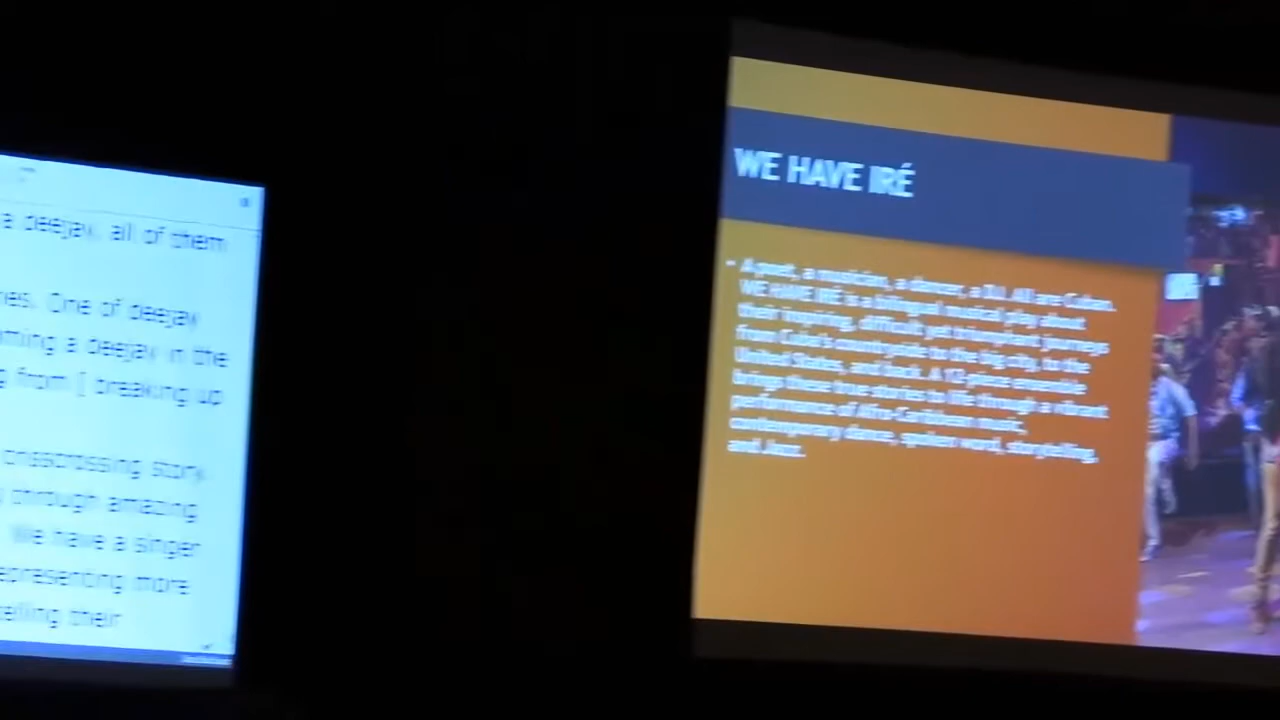 a deejay, all of them
One of deejay
a deejay in the
from [ breaking up
crisscrossing story.
through amazing
We have a singer
more
their
WE HAVE IRÉ
- A poet, a musician, a dancer, a DJ. All are Cuban.
WE HAVE IRÉ is a bilingual musical play about
their inspiring, difficult yet triumphant journeys
from Cuba's countryside to the big city, to the
United States, and back. A 12-piece ensemble
brings these true stories to life through a vibrant
performance of Afro-Caribbean music,
contemporary dance, spoken word, storytelling,
and Jazz.